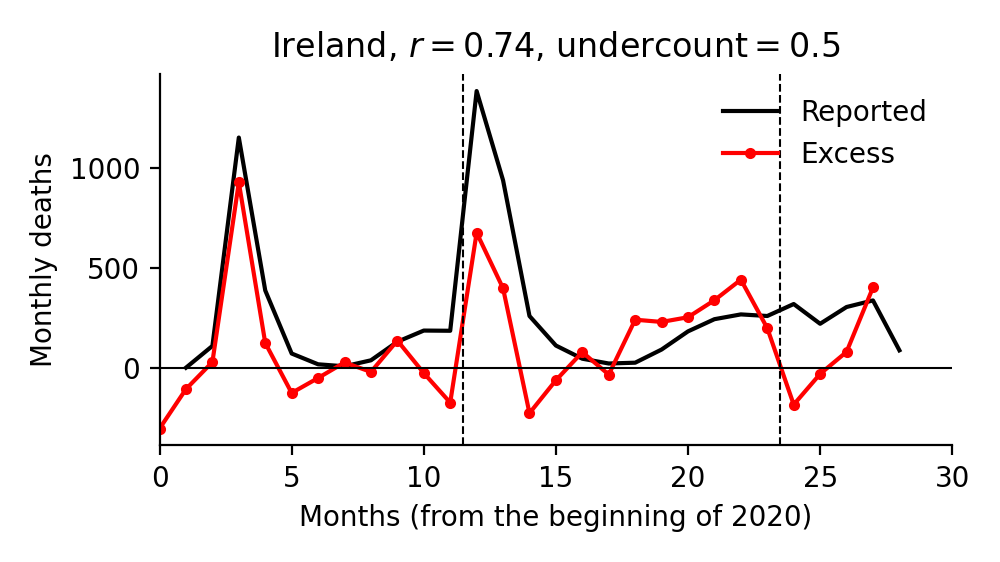 Ireland, r = 0.74, undercount = 0.5
Reported
Excess
Monthly deaths
1000
500
0
0 5 10 15 20 25 30
Months (from the beginning of 2020)